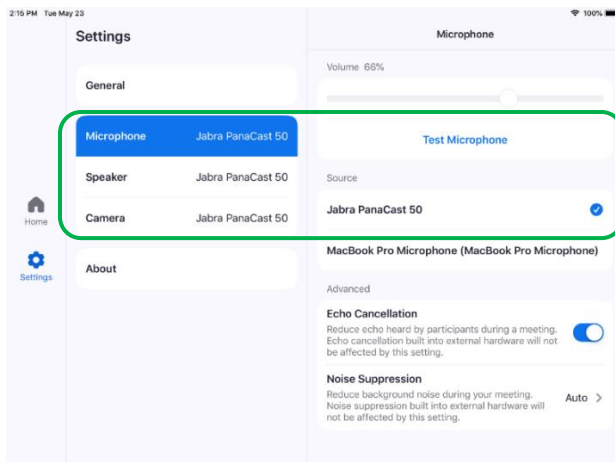 2:15 PM Tue May 23
100%
Settings
Microphone
General
Microphone Jabra PanaCast 50
Speaker Jabra PanaCast 50
Camera Jabra PanaCast 50
About
Home
Settings
Volume 66%
Test Microphone
Source
Jabra PanaCast 50
MacBook Pro Microphone (MacBook Pro Microphone)
Advanced
Echo Cancellation
Reduce echo heard by participants during a meeting.
Echo cancellation built into external hardware will not
be affected by this setting.
Noise Suppression
Reduce background noise during your meeting.
Noise suppression built into external hardware will
not be affected by this setting.
Auto >